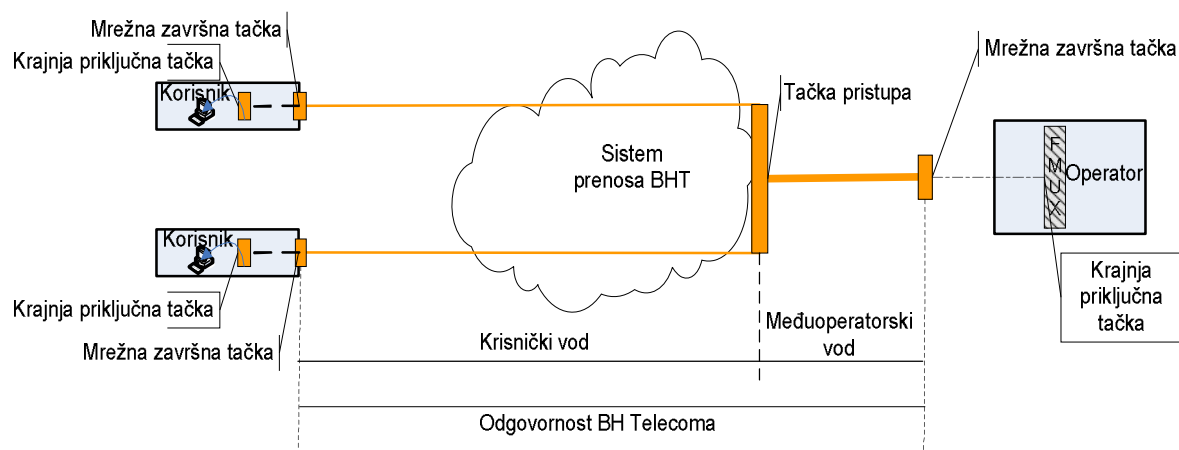 Mrežna završna tačka
Krajnja priključna tačka
Korisnik
Mrežna završna tačka
Tačka pristupa
Sistem
prenosa BHT
F
M
U
X
Operator
Korisnik
Krajnja priključna tačka
Mrežna završna tačka
Krajnja
priključna
tačka
Krisnički vod
Međuoperatorski
vod
Odgovornost BH Telecoma